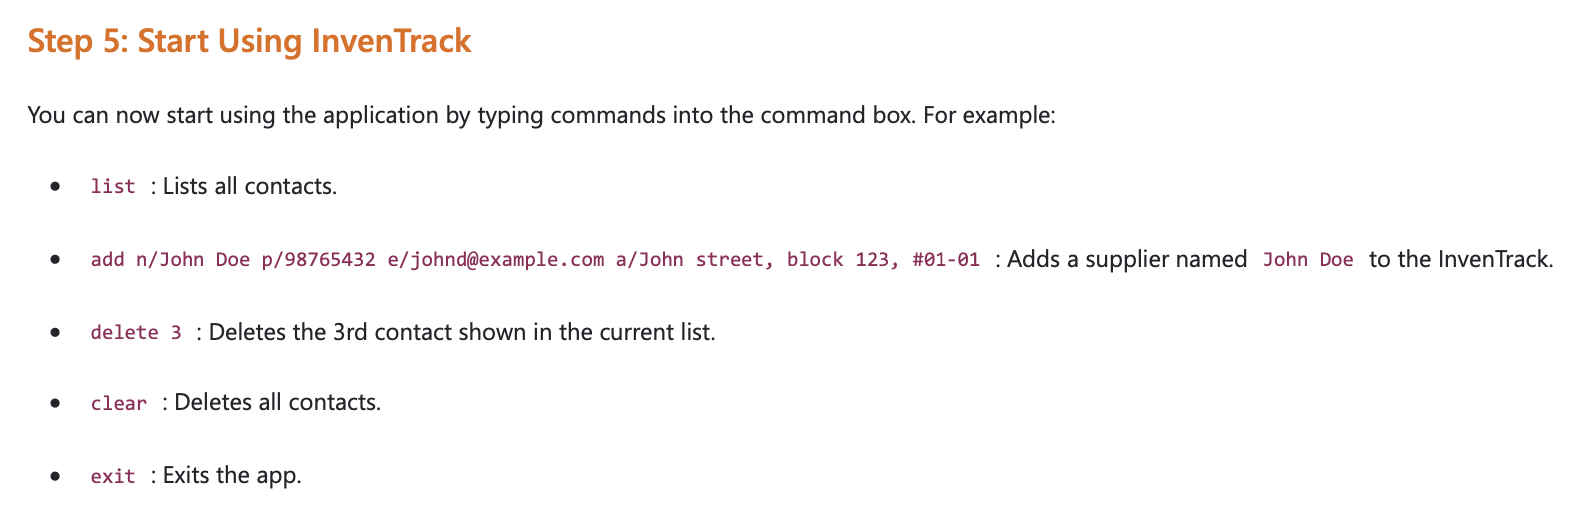 Step 5: Start Using InvenTrack
You can now start using the application by typing commands into the command box. For example:
• list : Lists all contacts.
• add n/John Doe p/98765432 e/johnd@example.com a/John street, block 123, #01-01 : Adds a supplier named John Doe to the InvenTrack.
• delete 3 : Deletes the 3rd contact shown in the current list.
• clear : Deletes all contacts.
• exit : Exits the app.